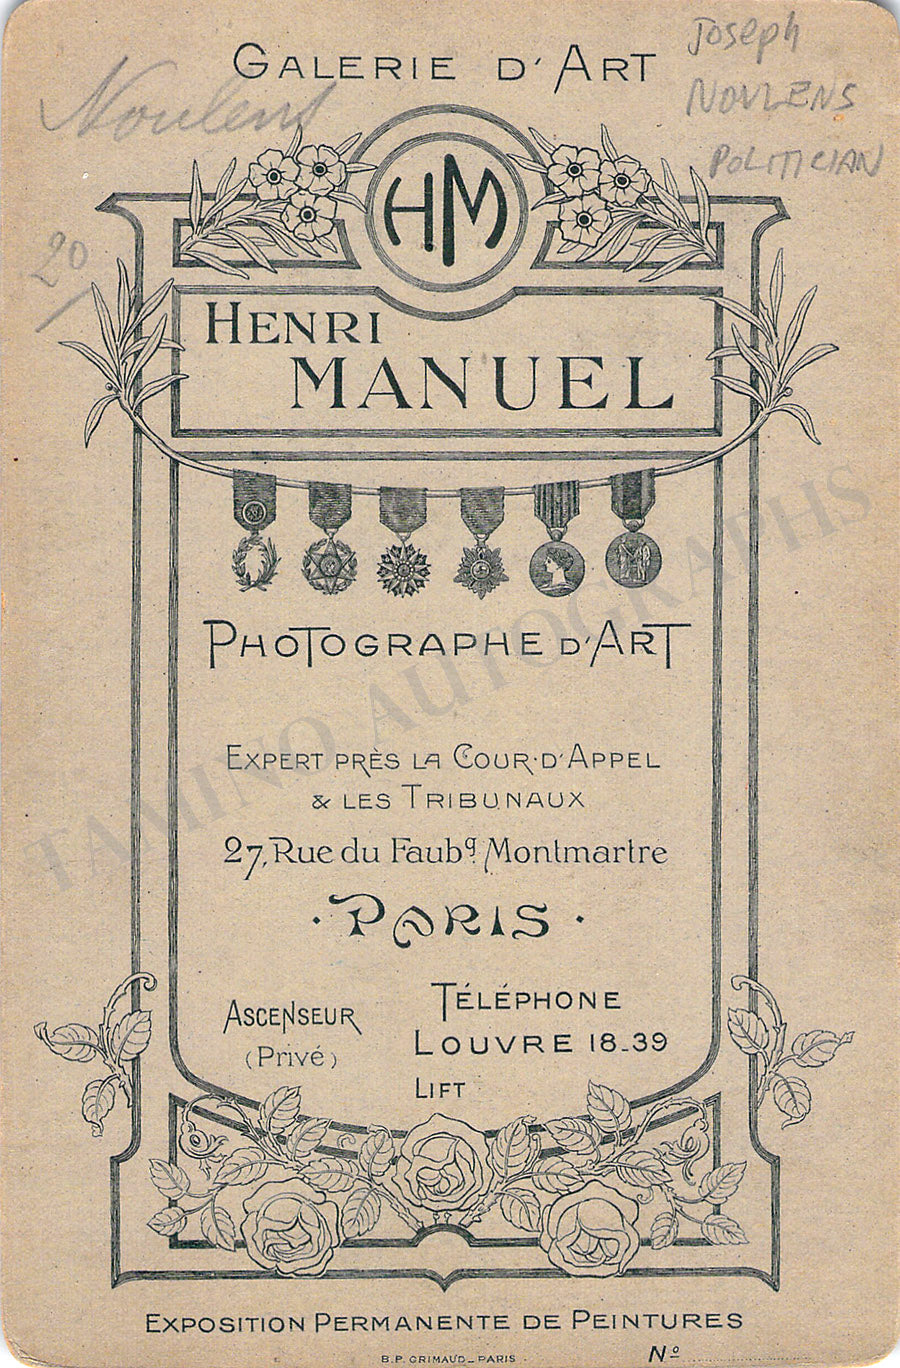 GALERIE D'ART
Joseph
NOULENS
POLITICIAN
Noulens
20
HM
HENRI
MANUEL
PHOTOGRAPHE D'ART
EXPERT PRÈS LA COUR·D'APPEL
& LES TRIBUNAUX
27, Rue du Faubg. Montmartre
· PARIS ·
ASCENSEUR
(Privé)
TÉLÉPHONE
LOUVRE 18-39
LIFT
EXPOSITION PERMANENTE DE PEINTURES
B.P. GRIMAUD_PARIS
Nº
TAMINO AUTOGRAPHS